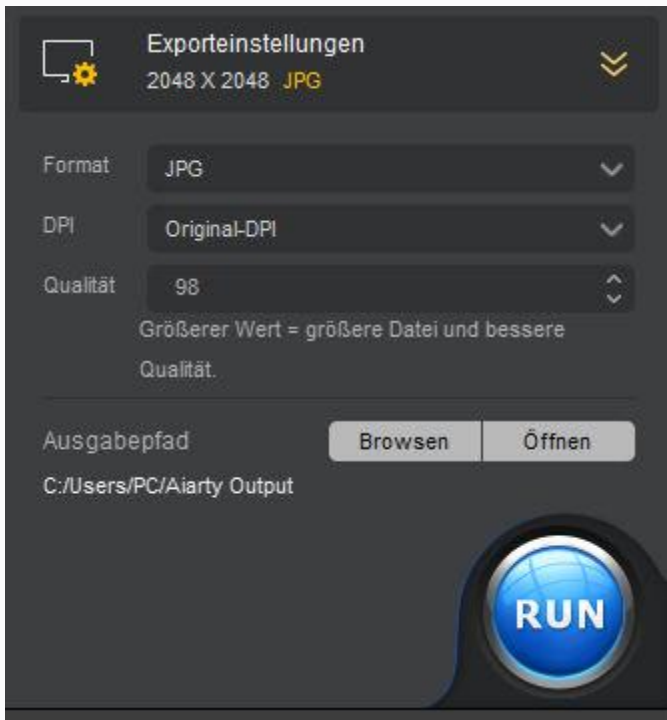 Exporteinstellungen
2048 X 2048 JPG
Format JPG
DPI Original-DPI
Qualität 98
Größerer Wert = größere Datei und bessere
Qualität.
Ausgabepfad Browsen Öffnen
C:/Users/PC/Aiarty Output
RUN